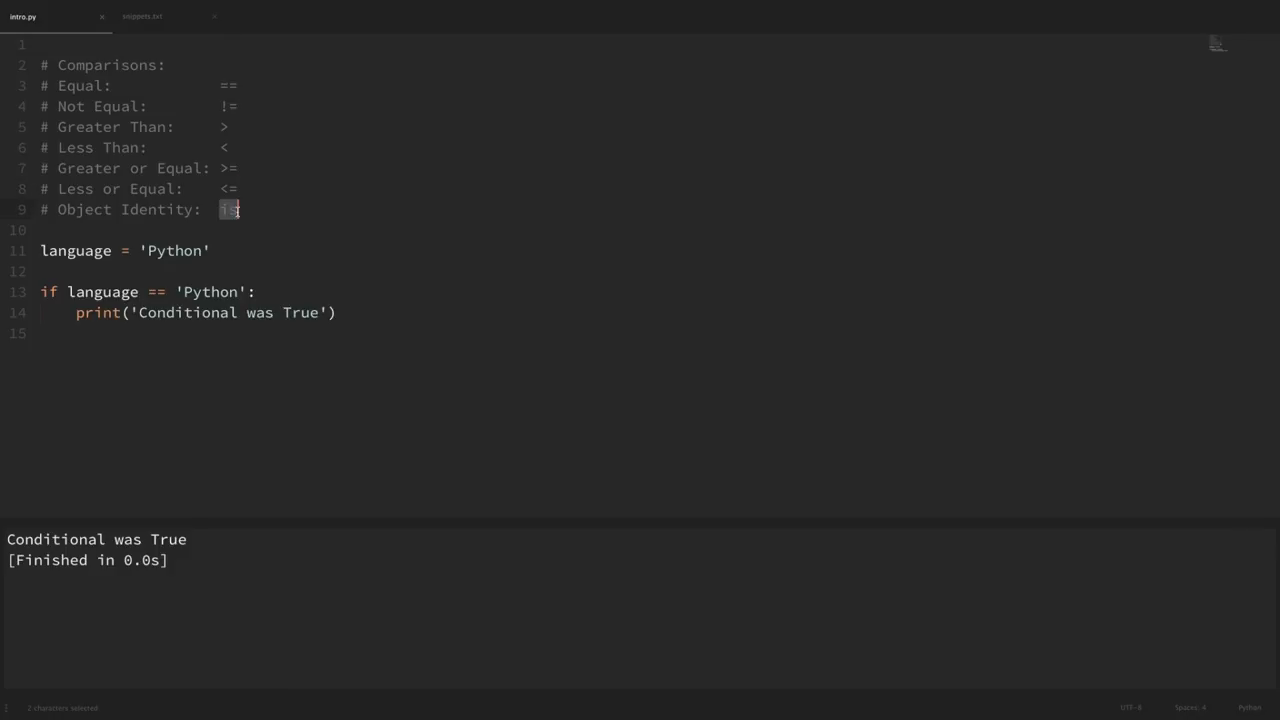 intro.py × snippets.txt ×
1
2 # Comparisons:
3 # Equal: ==
4 # Not Equal: !=
5 # Greater Than: >
6 # Less Than: <
7 # Greater or Equal: >=
8 # Less or Equal: <=
9 # Object Identity: is
10
11 language = 'Python'
12
13 if language == 'Python':
14 print('Conditional was True')
15
Conditional was True
[Finished in 0.0s]
2 characters selected UTF-8 Spaces: 4 Python